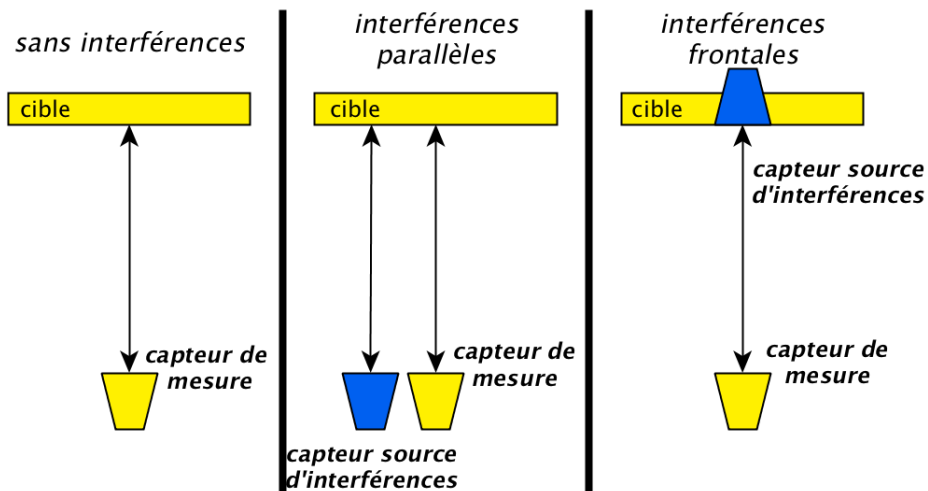 sans interférences
cible
capteur de
mesure
interférences
parallèles
cible
capteur de
mesure
capteur source
d'interférences
interférences
frontales
cible
capteur source
d'interférences
capteur de
mesure